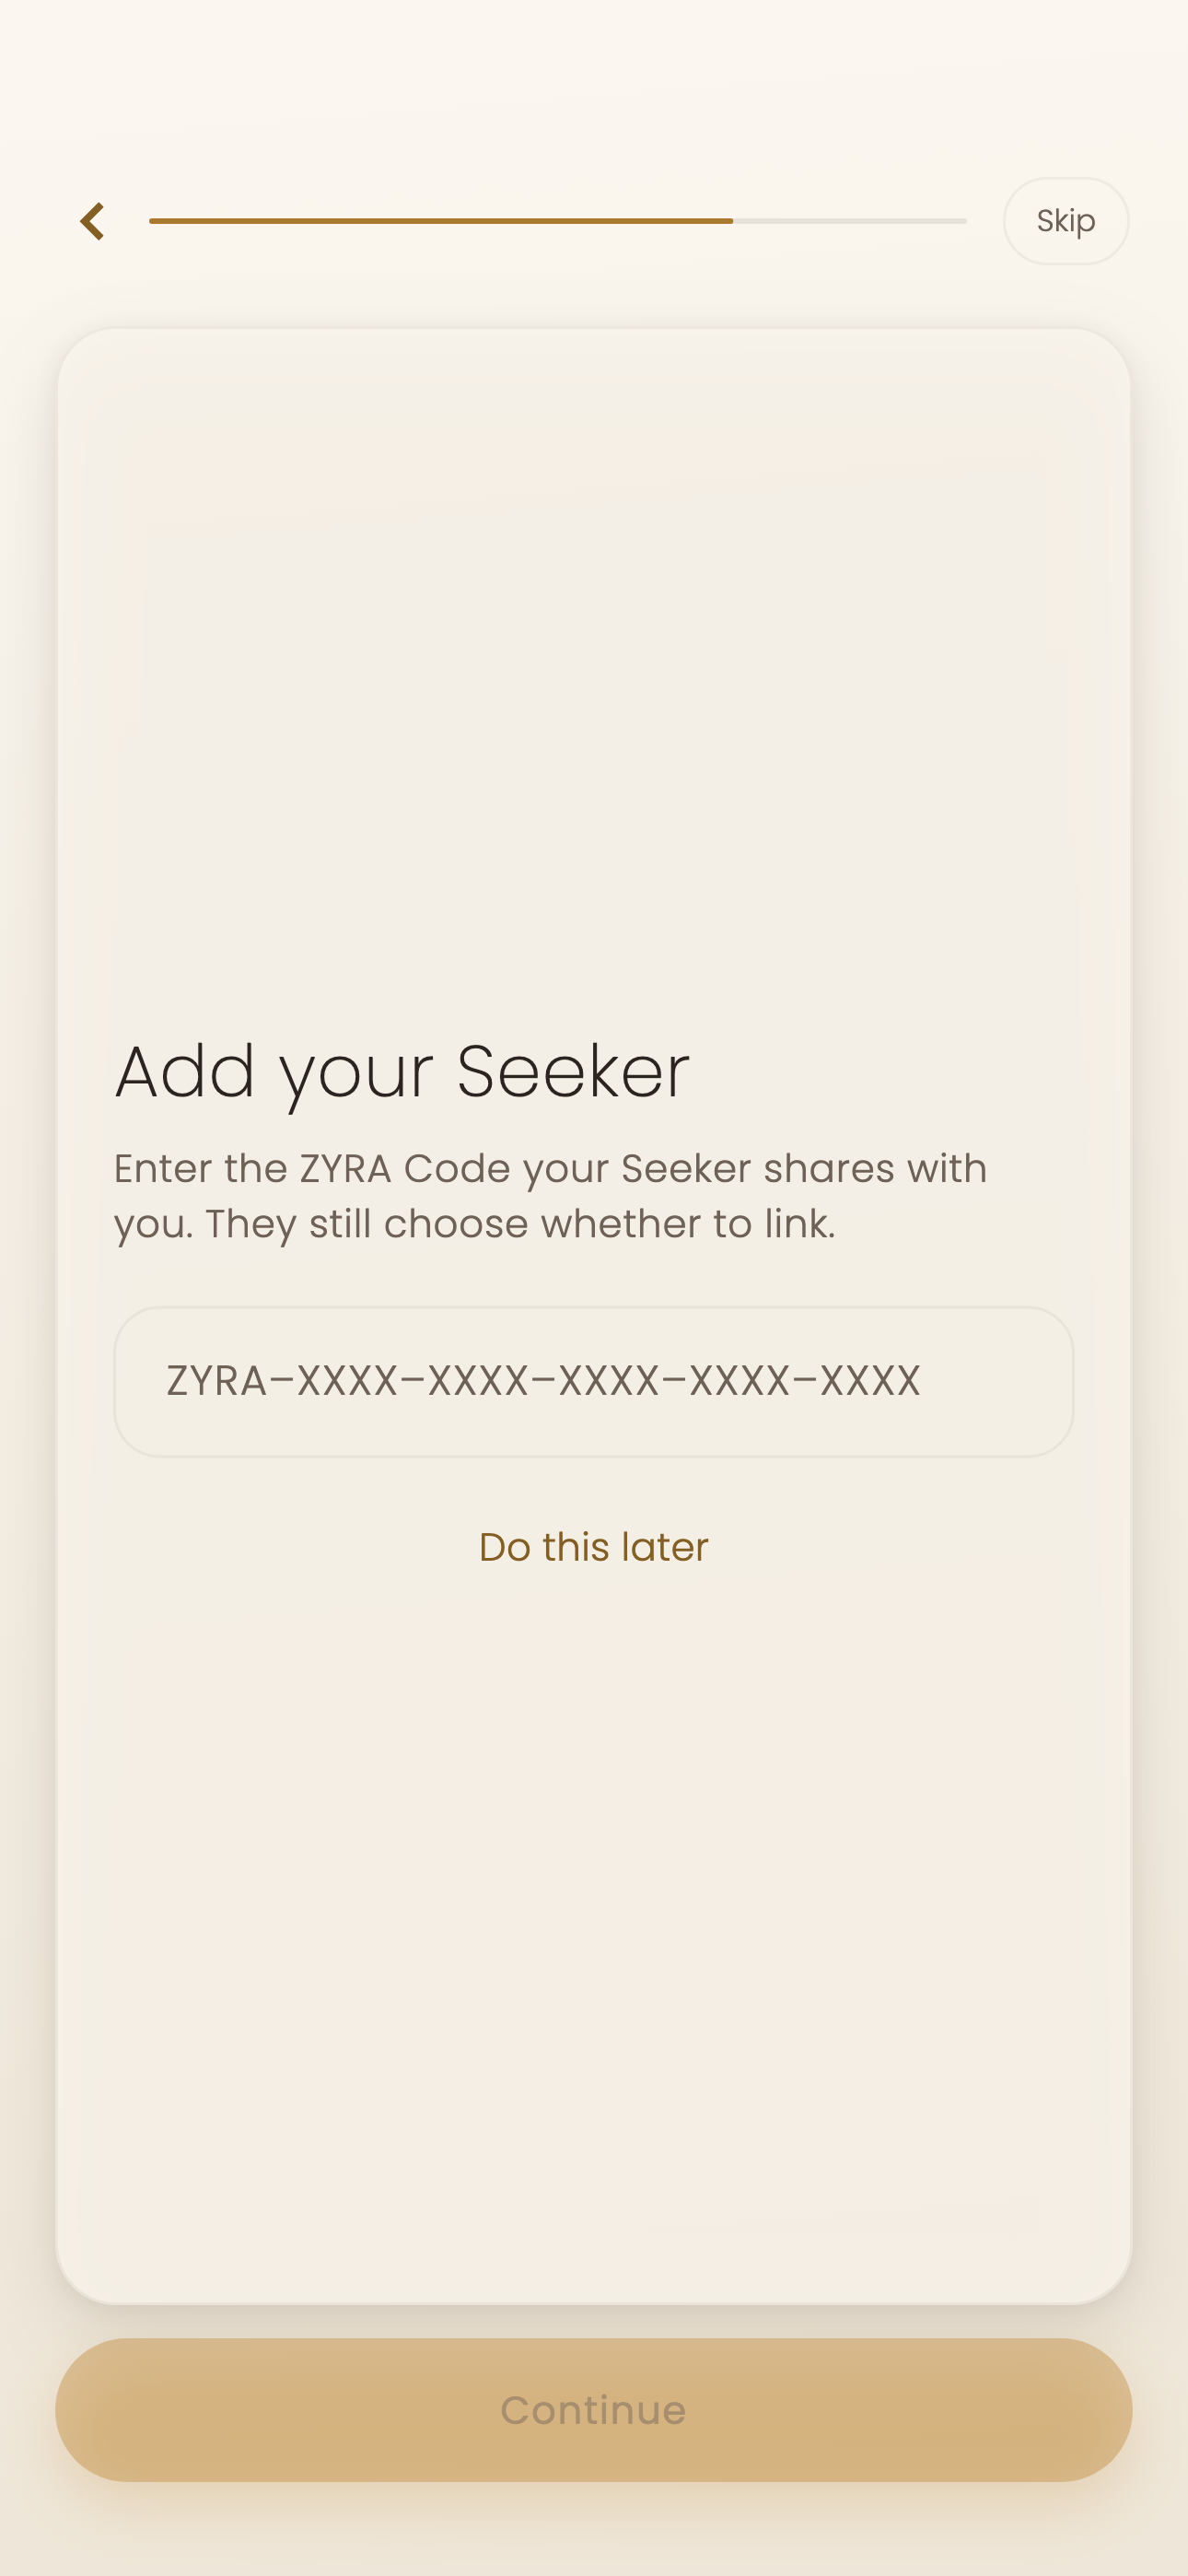 Skip
Add your Seeker
Enter the ZYRA Code your Seeker shares with
you. They still choose whether to link.
ZYRA–XXXX–XXXX–XXXX–XXXX–XXXX
Do this later
Continue